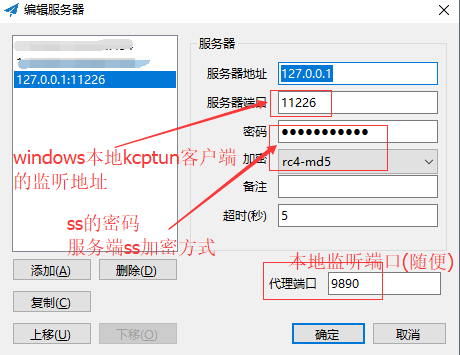 编辑服务器
127.0.0.1:11226
服务器
服务器地址
127.0.0.1
服务器端口
11226
密码
●●●●●●●●●●●
加密
rc4-md5
备注
超时(秒)
5
windows本地kcptun客户端
的监听地址
ss的密码
服务端ss加密方式
本地监听端口(随便)
代理端口
9890
添加(A)
删除(D)
复制(C)
上移(U)
下移(O)
确定
取消